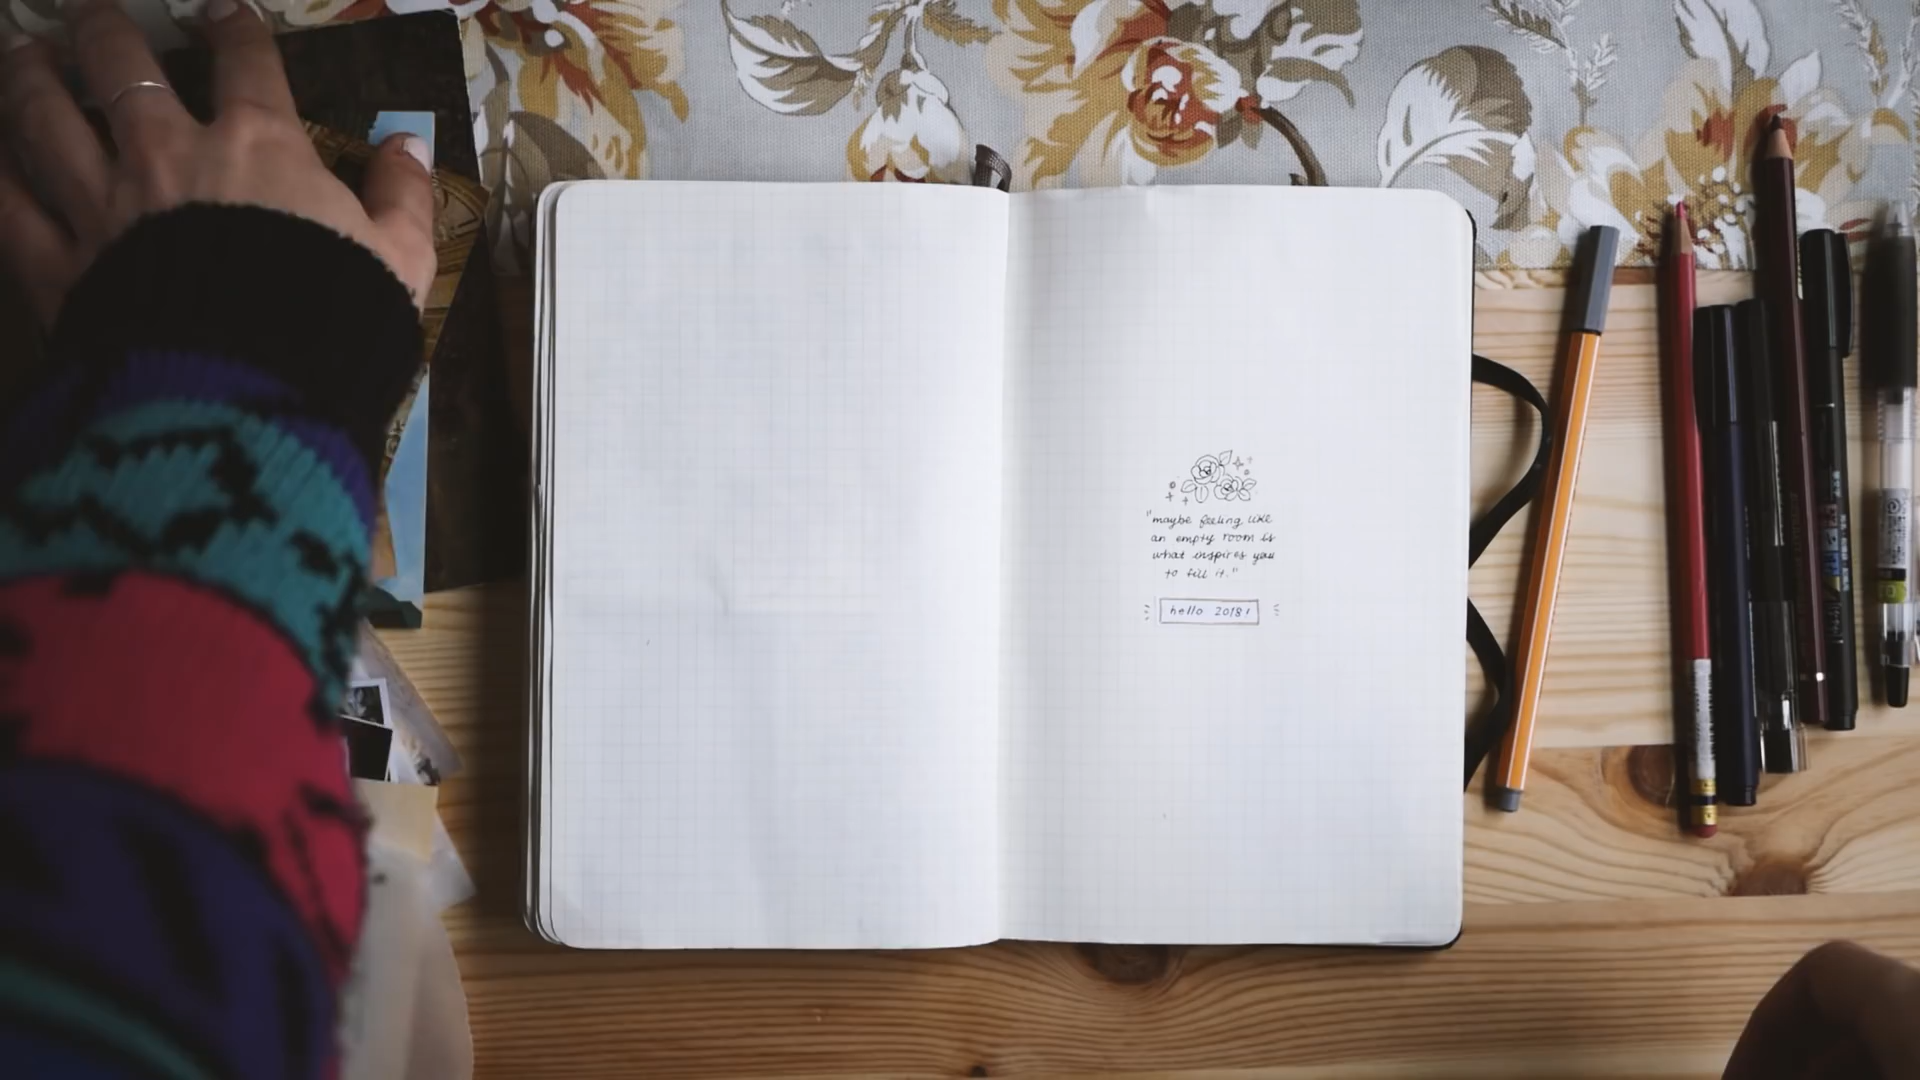 "maybe feeling like
an empty room is
what inspires you
to fill it."
hello 2018!